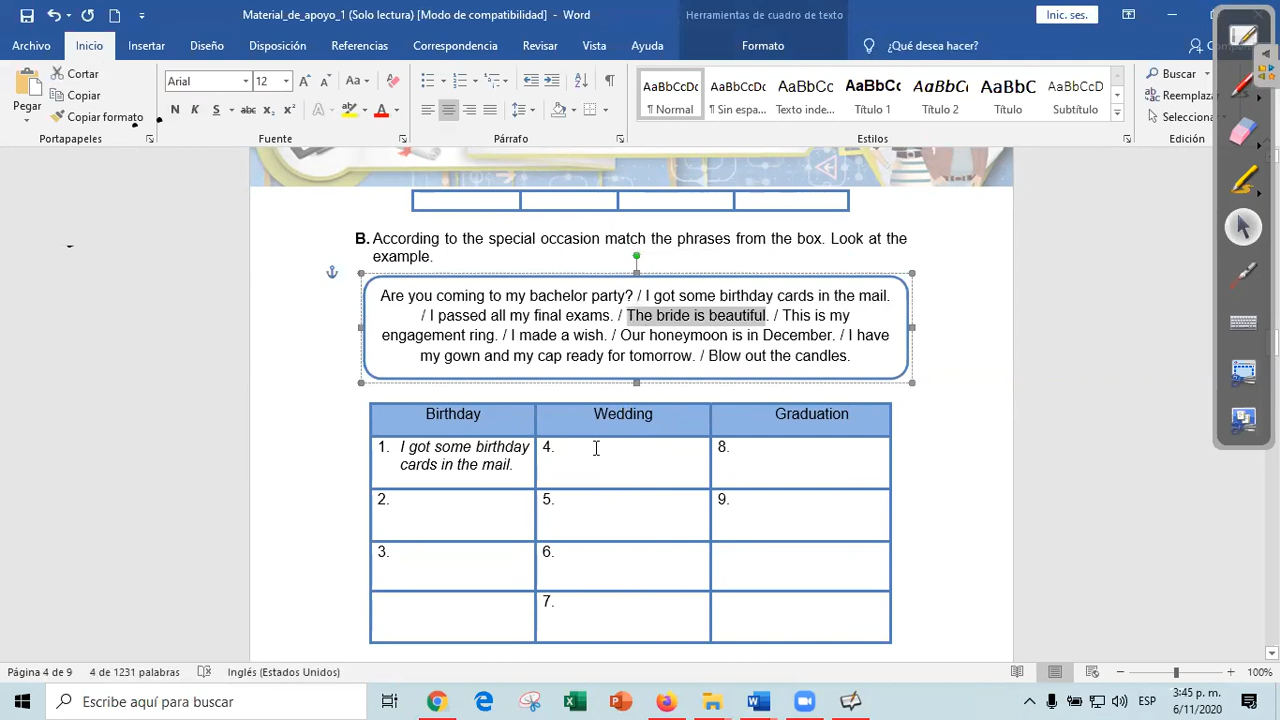 Material_de_apoyo_1 (Solo lectura) [Modo de compatibilidad] - Word
Herramientas de cuadro de texto
Inic. ses.
Archivo Inicio Insertar Diseño Disposición Referencias Correspondencia Revisar Vista Ayuda Formato ¿Qué desea hacer?
Pegar
Cortar
Copiar
Copiar formato
Portapapeles
Arial 12
N K S abc x₂ x²
Fuente
Párrafo
AaBbCcDc AaBbCcDc AaBbCc AaBbCc AaBbCc AaBbC AaBbCcD
¶ Normal ¶ Sin espa... Texto inde... Título 1 Título 2 Título Subtítulo
Estilos
Buscar
Reemplaza
Selecciona
Edición
B. According to the special occasion match the phrases from the box. Look at the
example.
Are you coming to my bachelor party? / I got some birthday cards in the mail.
/ I passed all my final exams. / The bride is beautiful. / This is my
engagement ring. / I made a wish. / Our honeymoon is in December. / I have
my gown and my cap ready for tomorrow. / Blow out the candles.
Birthday Wedding Graduation
1. I got some birthday
cards in the mail.
4.
8.
2. 5. 9.
3. 6.
7.
Página 4 de 9 4 de 1231 palabras Inglés (Estados Unidos) 100%
Escribe aquí para buscar
ESP
3:45 p. m.
6/11/2020